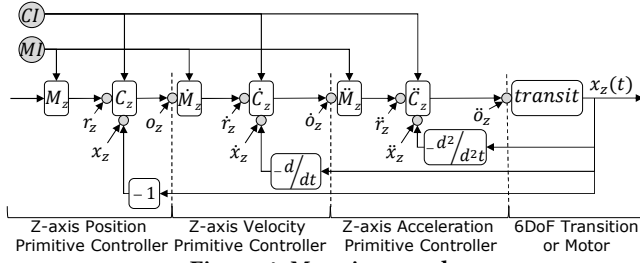 CI
MI
M_z C_z Ṁ_z Ċ_z M̈_z C̈_z transit x_z(t)
r_z o_z ṙ_z ȯ_z r̈_z ö_z
x_z ẋ_z ẍ_z −d²/d²t
−d/dt
−1
Z-axis Position Z-axis Velocity Z-axis Acceleration 6DoF Transition
Primitive Controller Primitive Controller Primitive Controller or Motor